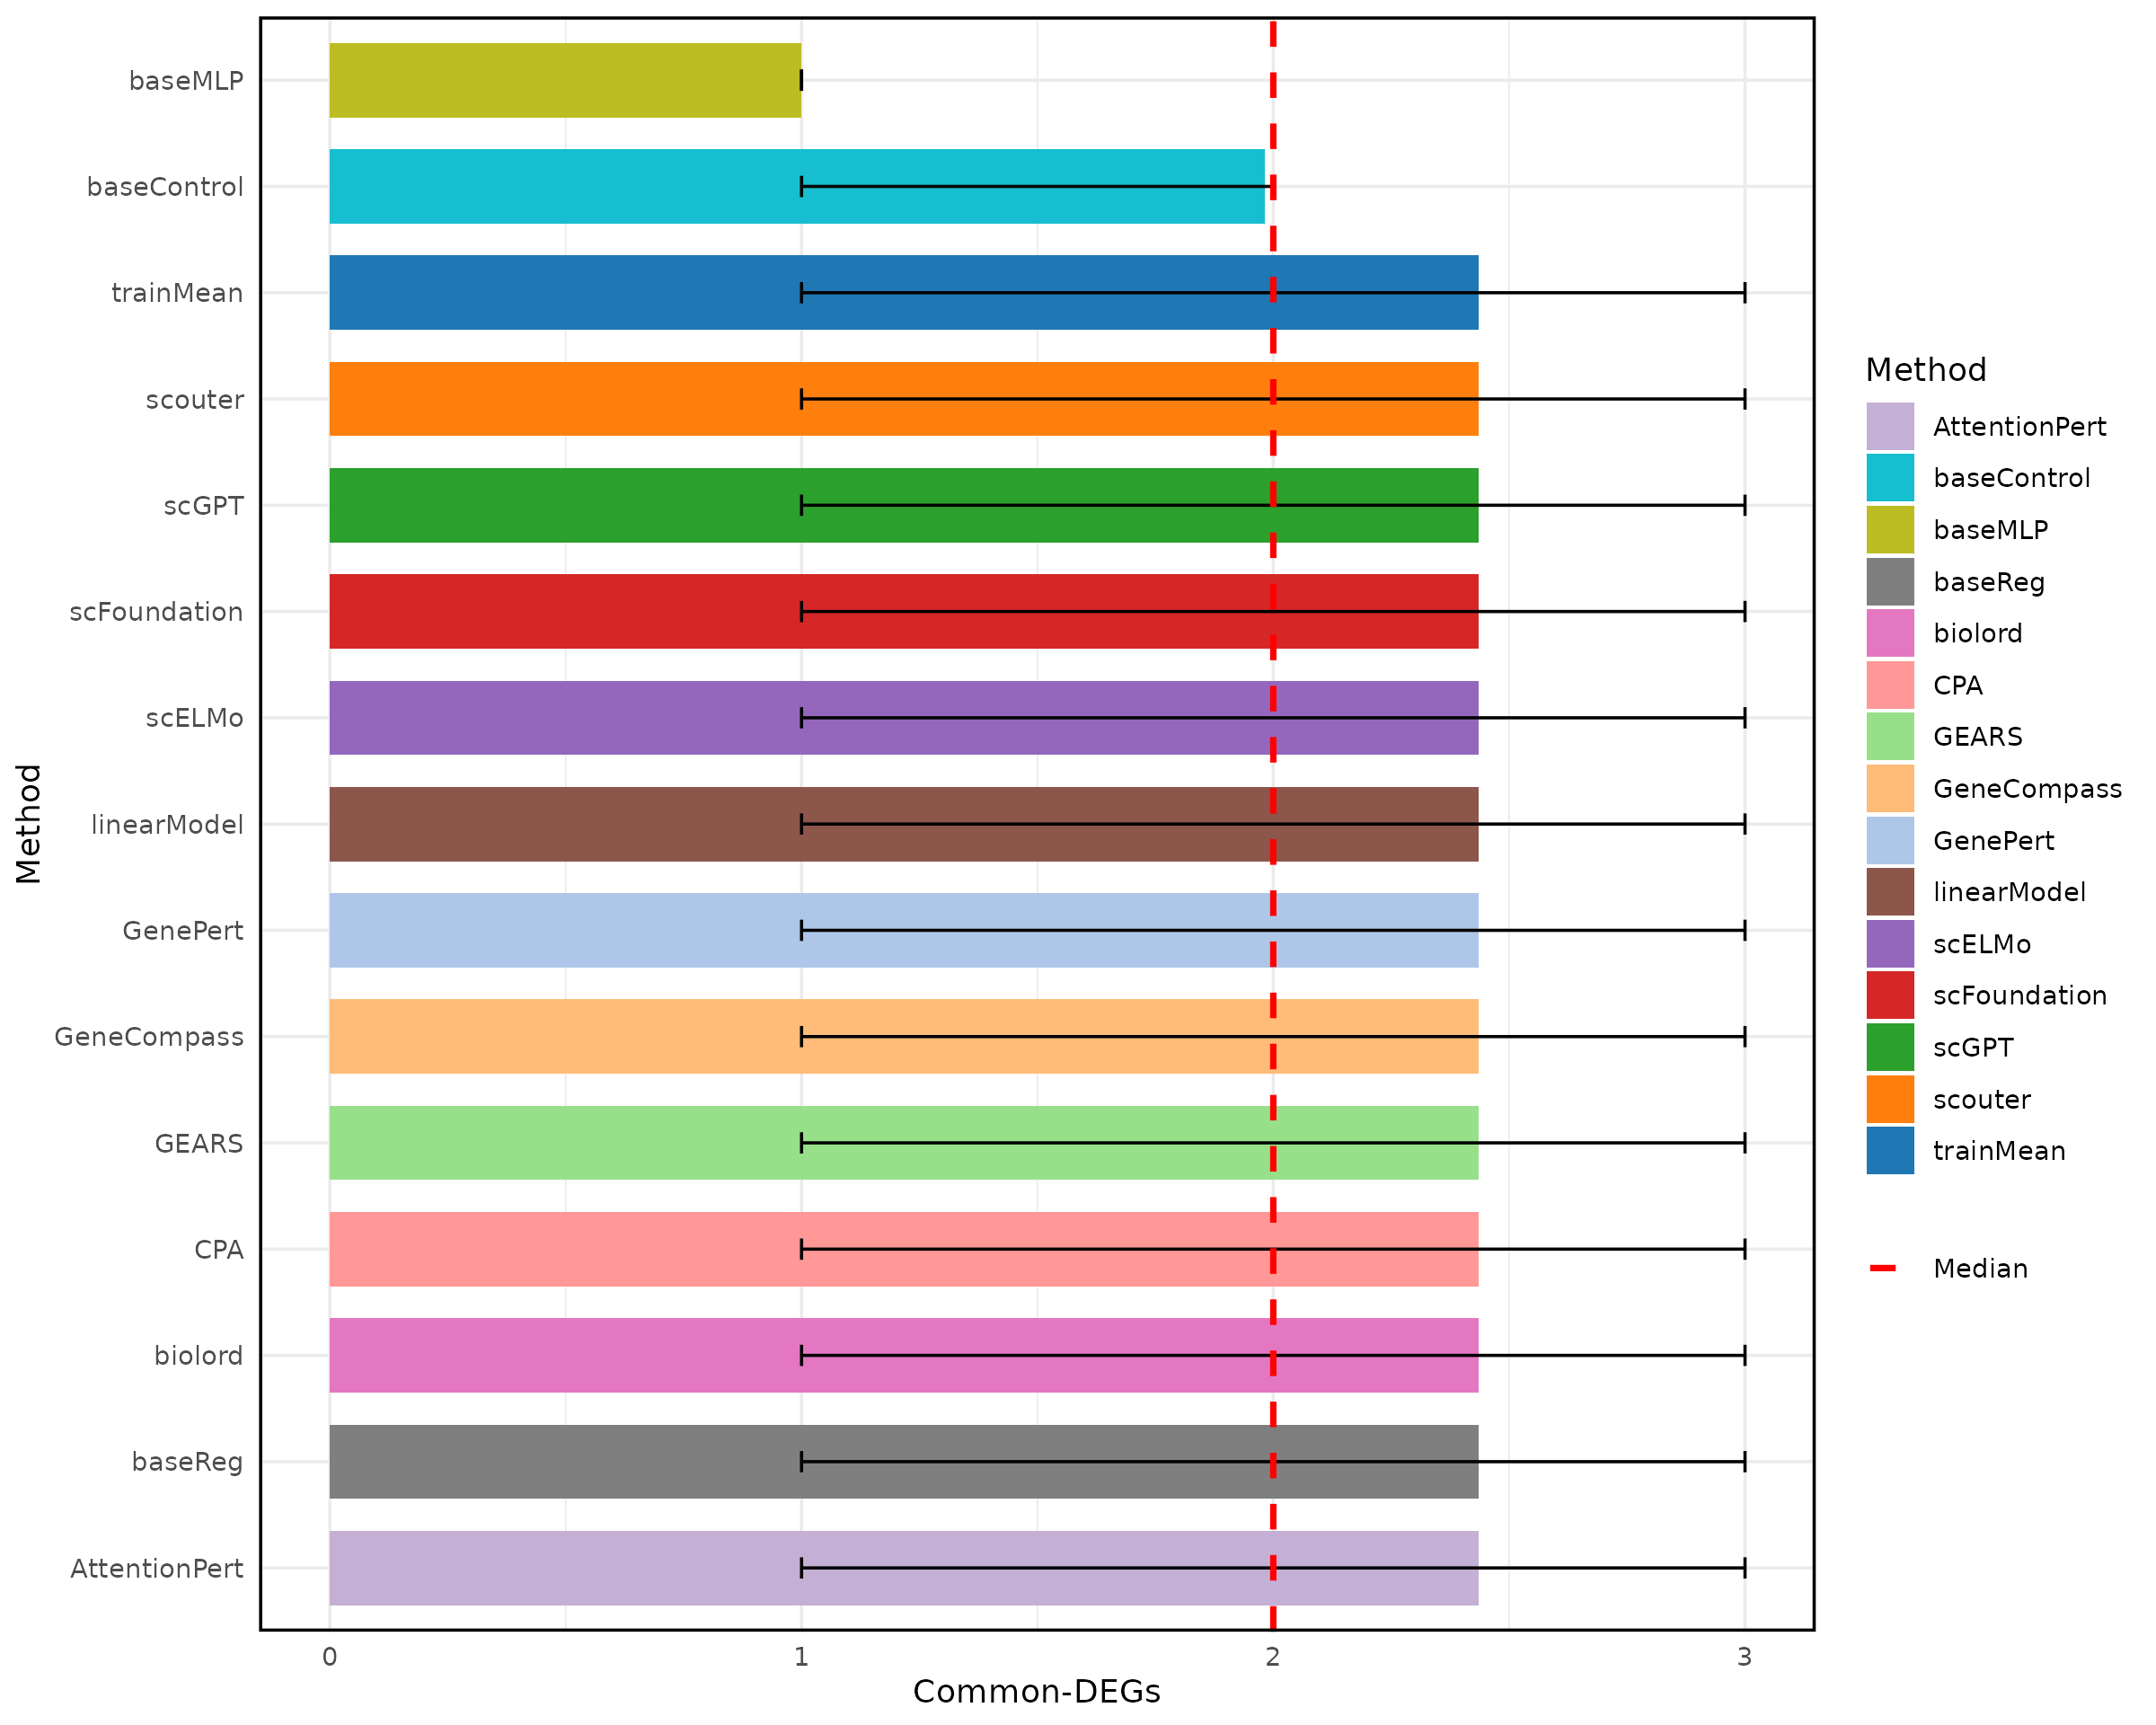 baseMLP
baseControl
trainMean
scouter
scGPT
scFoundation
scELMo
linearModel
GenePert
GeneCompass
GEARS
CPA
biolord
baseReg
AttentionPert
Method
0 1 2 3
Common-DEGs
Method
AttentionPert
baseControl
baseMLP
baseReg
biolord
CPA
GEARS
GeneCompass
GenePert
linearModel
scELMo
scFoundation
scGPT
scouter
trainMean
Median